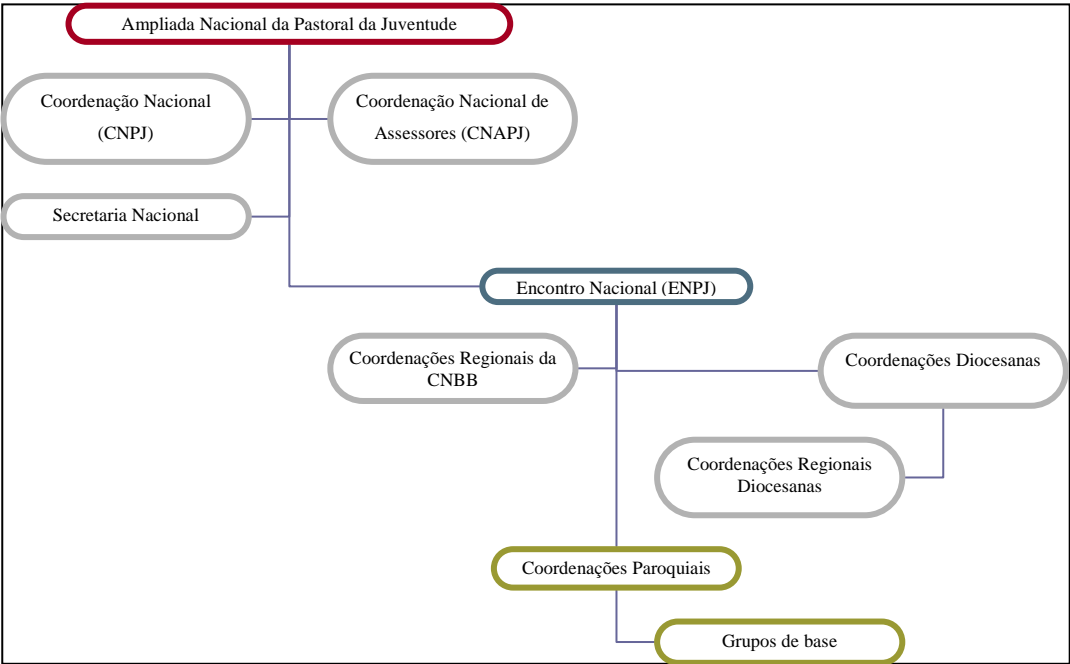 Ampliada Nacional da Pastoral da Juventude
Coordenação Nacional
(CNPJ)
Coordenação Nacional de
Assessores (CNAPJ)
Secretaria Nacional
Encontro Nacional (ENPJ)
Coordenações Regionais da
CNBB
Coordenações Diocesanas
Coordenações Regionais
Diocesanas
Coordenações Paroquiais
Grupos de base